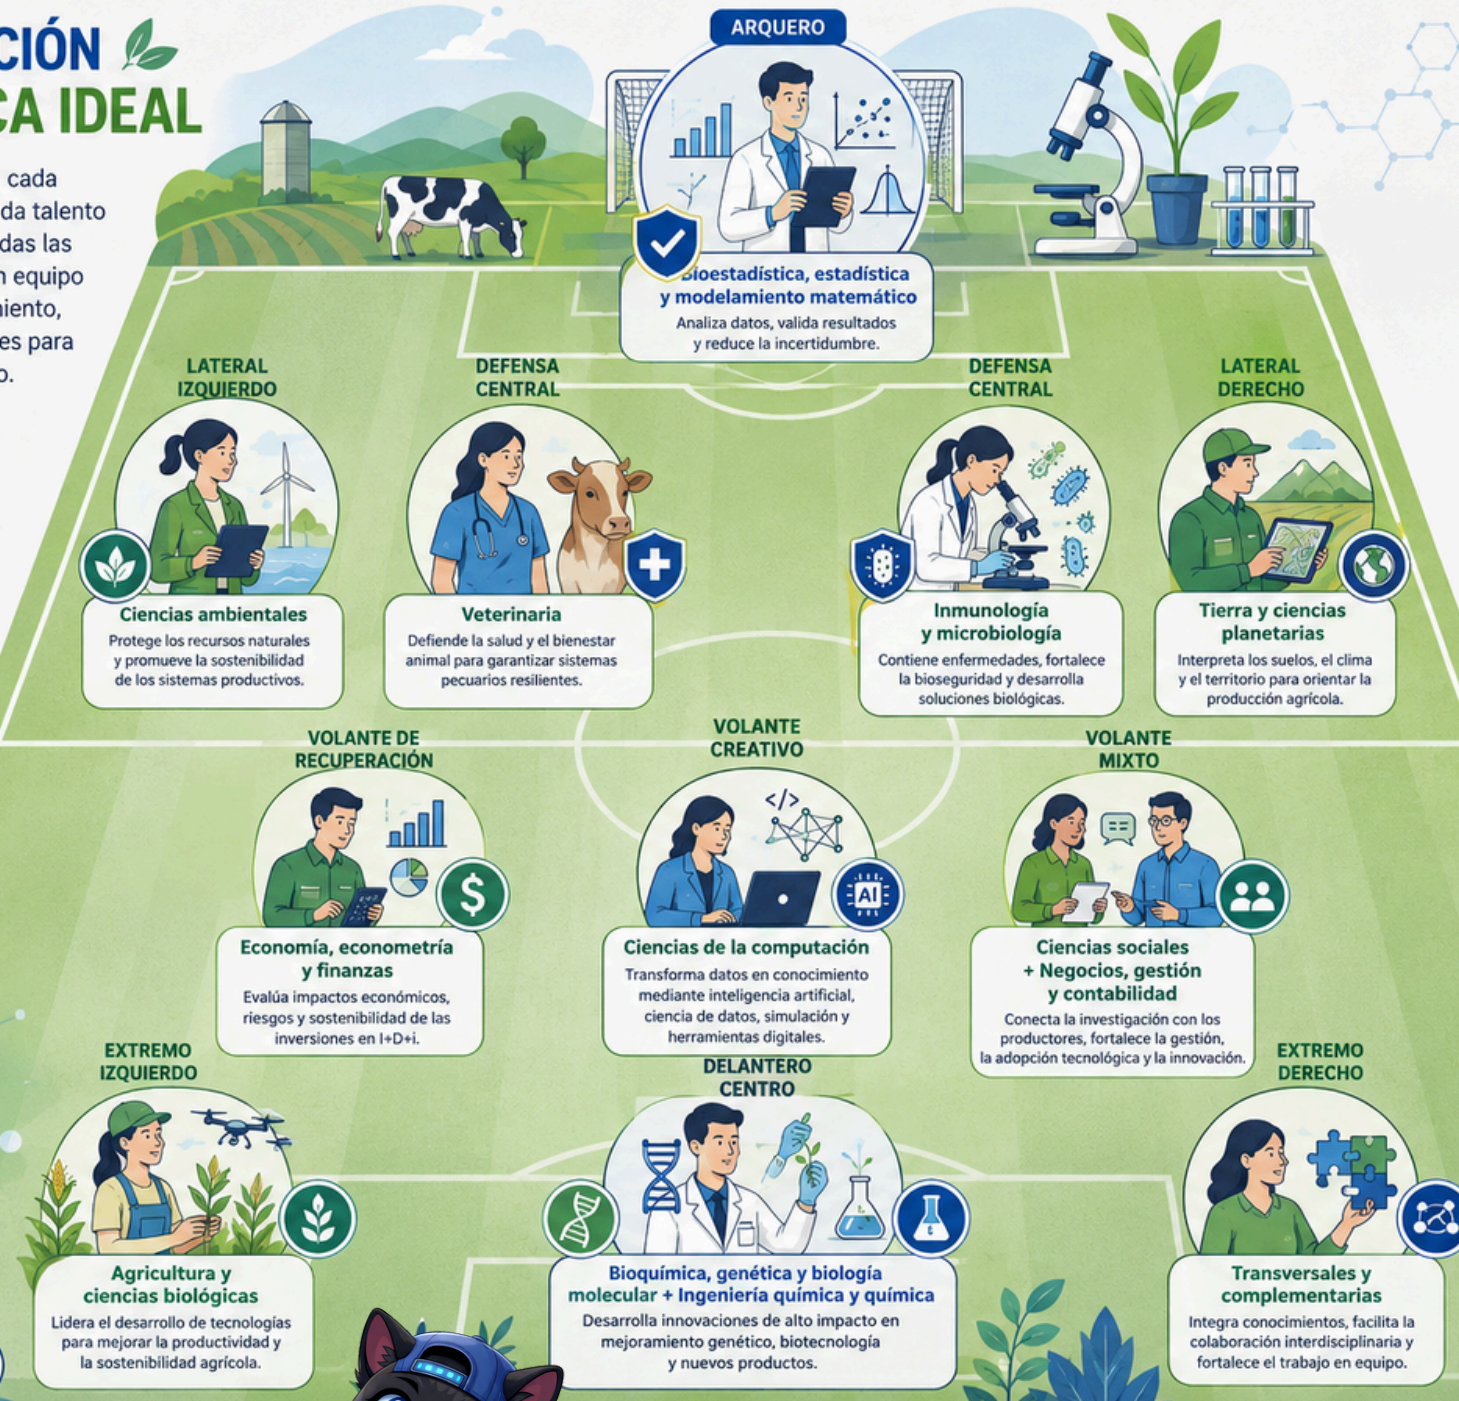 CIÓN
CA IDEAL
cada
da talento
das las
n equipo
iento,
es para
o.
ARQUERO
Bioestadística, estadística
y modelamiento matemático
Analiza datos, valida resultados
y reduce la incertidumbre.
LATERAL
IZQUIERDO
Ciencias ambientales
Protege los recursos naturales
y promueve la sostenibilidad
de los sistemas productivos.
DEFENSA
CENTRAL
Veterinaria
Defiende la salud y el bienestar
animal para garantizar sistemas
pecuarios resilientes.
DEFENSA
CENTRAL
Inmunología
y microbiología
Contiene enfermedades, fortalece
la bioseguridad y desarrolla
soluciones biológicas.
LATERAL
DERECHO
Tierra y ciencias
planetarias
Interpreta los suelos, el clima
y el territorio para orientar la
producción agrícola.
VOLANTE DE
RECUPERACIÓN
$
Economía, econometría
y finanzas
Evalúa impactos económicos,
riesgos y sostenibilidad de las
inversiones en I+D+i.
VOLANTE
CREATIVO
</>
AI
Ciencias de la computación
Transforma datos en conocimiento
mediante inteligencia artificial,
ciencia de datos, simulación y
herramientas digitales.
VOLANTE
MIXTO
Ciencias sociales
+ Negocios, gestión
y contabilidad
Conecta la investigación con los
productores, fortalece la gestión,
la adopción tecnológica y la innovación.
EXTREMO
IZQUIERDO
Agricultura y
ciencias biológicas
Lidera el desarrollo de tecnologías
para mejorar la productividad y
la sostenibilidad agrícola.
DELANTERO
CENTRO
Bioquímica, genética y biología
molecular + Ingeniería química y química
Desarrolla innovaciones de alto impacto en
mejoramiento genético, biotecnología
y nuevos productos.
EXTREMO
DERECHO
Transversales y
complementarias
Integra conocimientos, facilita la
colaboración interdisciplinaria y
fortalece el trabajo en equipo.